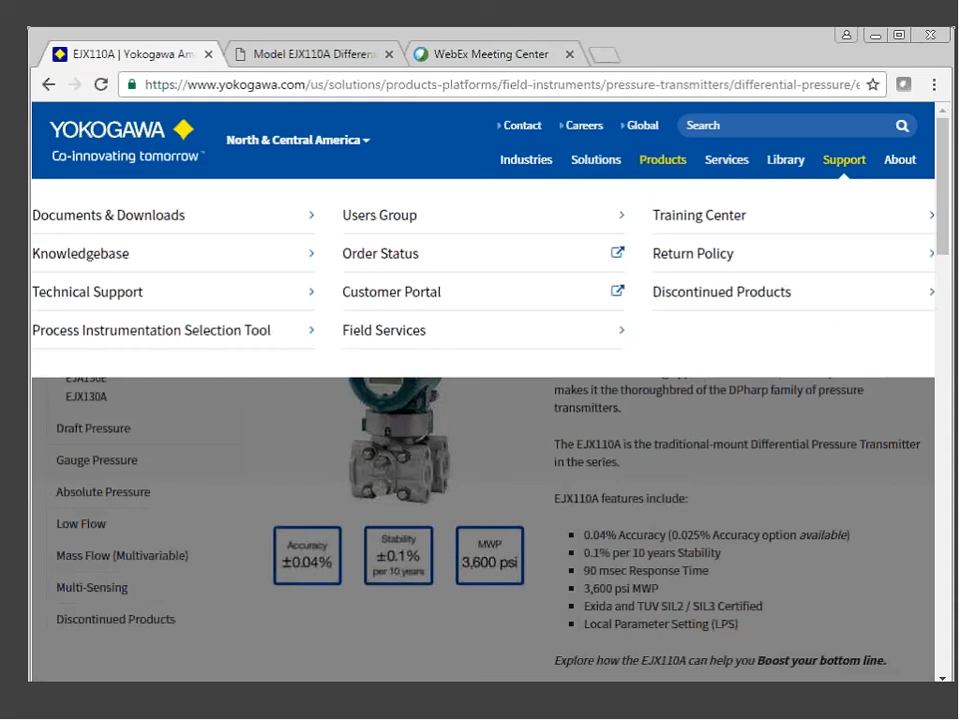 EJX110A | Yokogawa Am
Model EJX110A Differen
WebEx Meeting Center
https://www.yokogawa.com/us/solutions/products-platforms/field-instruments/pressure-transmitters/differential-pressure/e
YOKOGAWA
Co-innovating tomorrow™
North & Central America
Contact
Careers
Global
Search
Industries
Solutions
Products
Services
Library
Support
About
Documents & Downloads
Users Group
Training Center
Knowledgebase
Order Status
Return Policy
Technical Support
Customer Portal
Discontinued Products
Process Instrumentation Selection Tool
Field Services
EJX130A
Draft Pressure
Gauge Pressure
Absolute Pressure
Low Flow
Mass Flow (Multivariable)
Multi-Sensing
Discontinued Products
Accuracy
±0.04%
Stability
±0.1%
per 10 years
MWP
3,600 psi
makes it the thoroughbred of the DPharp family of pressure
transmitters.
The EJX110A is the traditional-mount Differential Pressure Transmitter
in the series.
EJX110A features include:
0.04% Accuracy (0.025% Accuracy option available)
0.1% per 10 years Stability
90 msec Response Time
3,600 psi MWP
Exida and TUV SIL2 / SIL3 Certified
Local Parameter Setting (LPS)
Explore how the EJX110A can help you Boost your bottom line.